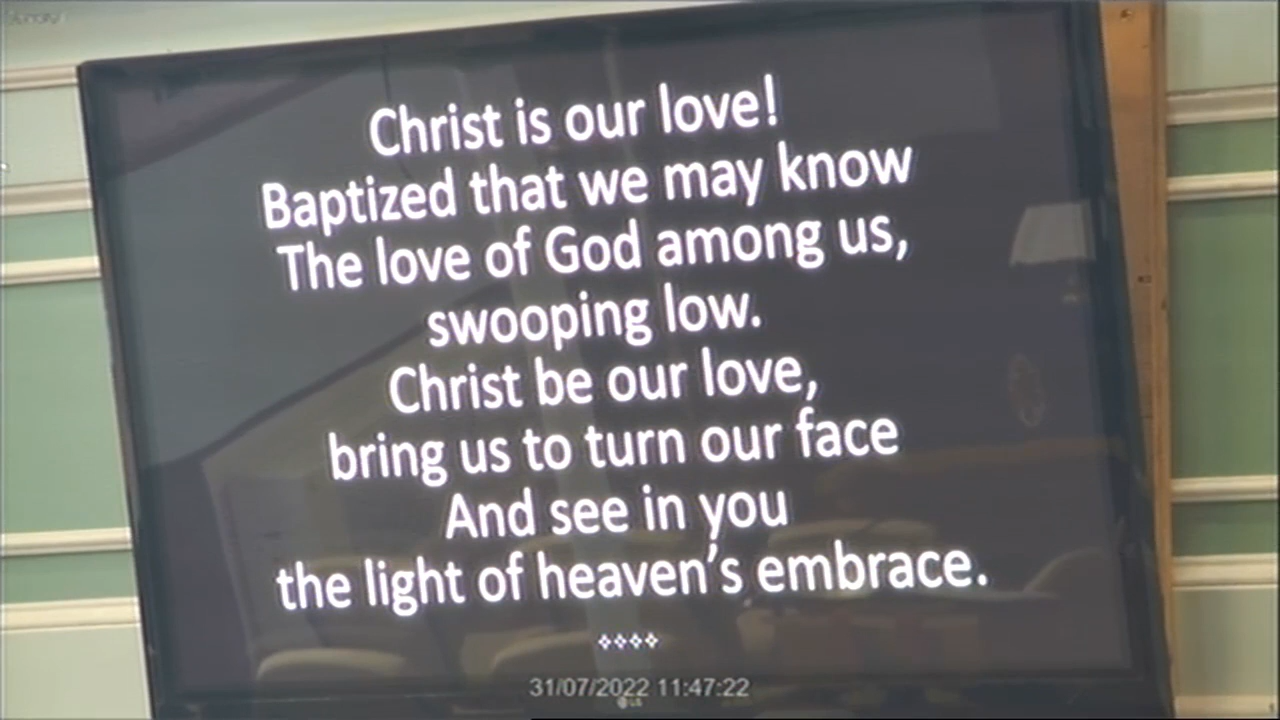 Christ is our love!
Baptized that we may know
The love of God among us,
swooping low.
Christ be our love,
bring us to turn our face
And see in you
the light of heaven's embrace.
31/07/2022 11:47:22
LG